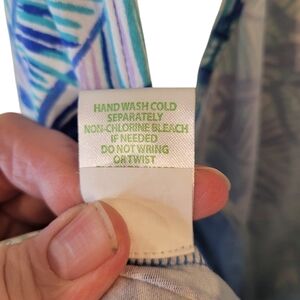 HAND WASH COLD
SEPARATELY
NON-CHLORINE BLEACH
IF NEEDED
DO NOT WRING
OR TWIST